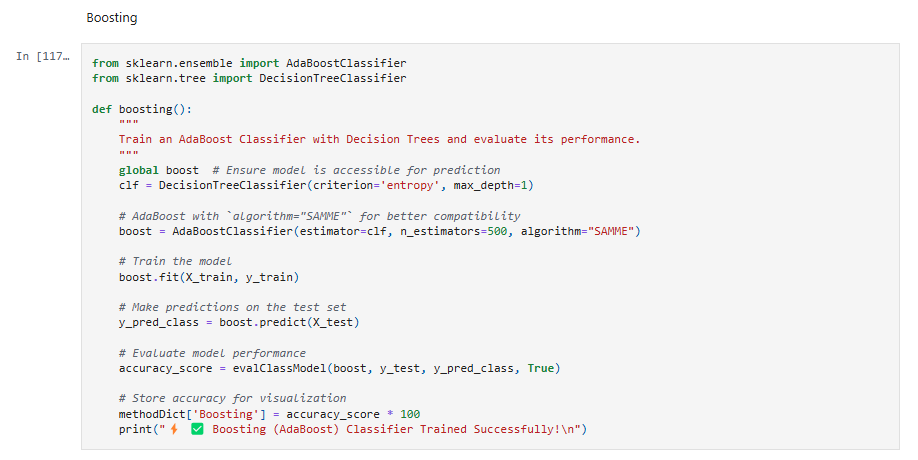 Boosting
In [117…
from sklearn.ensemble import AdaBoostClassifier
from sklearn.tree import DecisionTreeClassifier
def boosting():
    """
    Train an AdaBoost Classifier with Decision Trees and evaluate its performance.
    """
    global boost  # Ensure model is accessible for prediction
    clf = DecisionTreeClassifier(criterion='entropy', max_depth=1)
    # AdaBoost with `algorithm="SAMME"` for better compatibility
    boost = AdaBoostClassifier(estimator=clf, n_estimators=500, algorithm="SAMME")
    # Train the model
    boost.fit(X_train, y_train)
    # Make predictions on the test set
    y_pred_class = boost.predict(X_test)
    # Evaluate model performance
    accuracy_score = evalClassModel(boost, y_test, y_pred_class, True)
    # Store accuracy for visualization
    methodDict['Boosting'] = accuracy_score * 100
    print("⚡ ✅ Boosting (AdaBoost) Classifier Trained Successfully!\n")